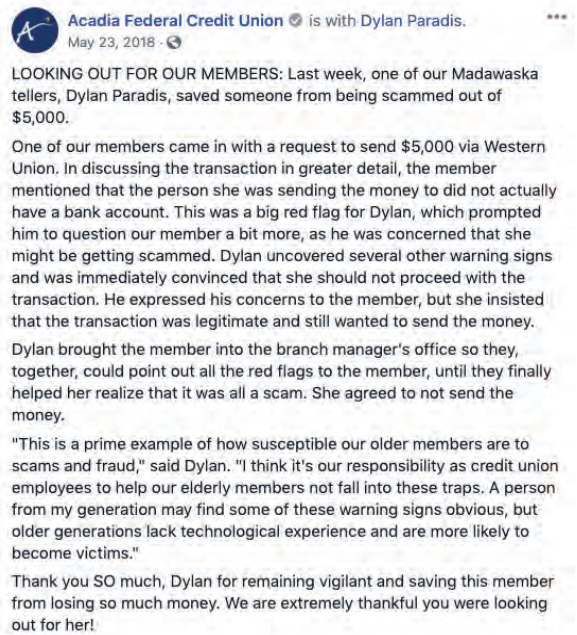 Acadia Federal Credit Union is with Dylan Paradis.
May 23, 2018 ·
LOOKING OUT FOR OUR MEMBERS: Last week, one of our Madawaska
tellers, Dylan Paradis, saved someone from being scammed out of
$5,000.
One of our members came in with a request to send $5,000 via Western
Union. In discussing the transaction in greater detail, the member
mentioned that the person she was sending the money to did not actually
have a bank account. This was a big red flag for Dylan, which prompted
him to question our member a bit more, as he was concerned that she
might be getting scammed. Dylan uncovered several other warning signs
and was immediately convinced that she should not proceed with the
transaction. He expressed his concerns to the member, but she insisted
that the transaction was legitimate and still wanted to send the money.
Dylan brought the member into the branch manager's office so they,
together, could point out all the red flags to the member, until they finally
helped her realize that it was all a scam. She agreed to not send the
money.
"This is a prime example of how susceptible our older members are to
scams and fraud," said Dylan. "I think it's our responsibility as credit union
employees to help our elderly members not fall into these traps. A person
from my generation may find some of these warning signs obvious, but
older generations lack technological experience and are more likely to
become victims."
Thank you SO much, Dylan for remaining vigilant and saving this member
from losing so much money. We are extremely thankful you were looking
out for her!